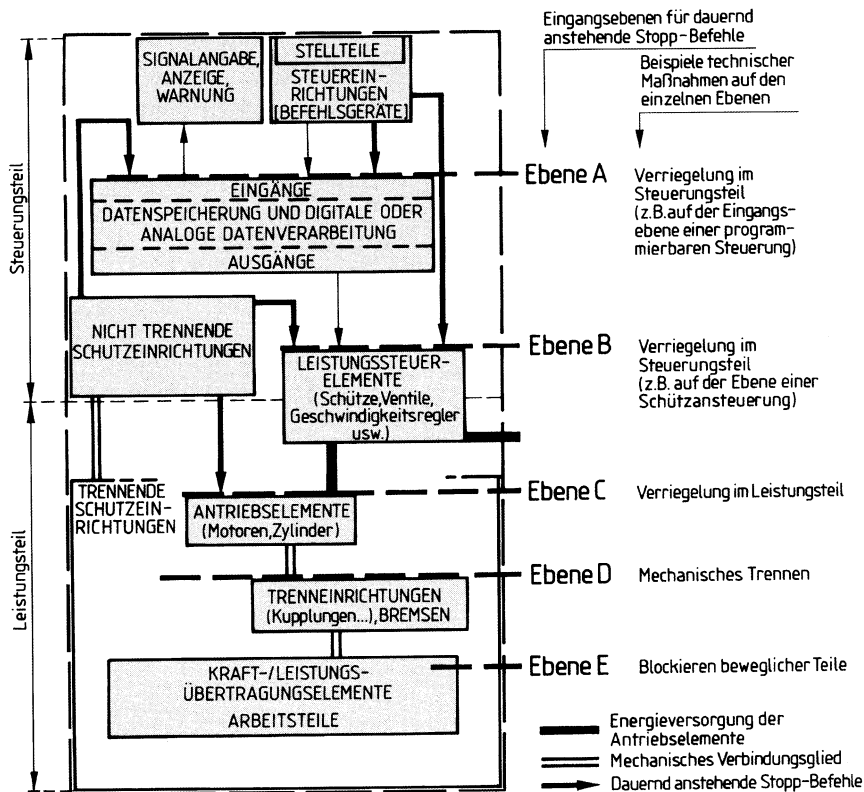 Eingangsebenen für dauernd
anstehende Stopp-Befehle
Beispiele technischer
Maßnahmen auf den
einzelnen Ebenen
SIGNALANGABE,
ANZEIGE,
WARNUNG
STELLTEILE
STEUEREIN-
RICHTUNGEN
[BEFEHLSGERÄTE]
Steuerungsteil
EINGÄNGE
DATENSPEICHERUNG UND DIGITALE ODER
ANALOGE DATENVERARBEITUNG
AUSGÄNGE
Ebene A
Verriegelung im
Steuerungsteil
(z.B. auf der Eingangs-
ebene einer program-
mierbaren Steuerung)
NICHT TRENNENDE
SCHUTZEINRICHTUNGEN
LEISTUNGSSTEUER-
ELEMENTE
(Schütze,Ventile,
Geschwindigkeitsregler
usw.)
Ebene B
Verriegelung im
Steuerungsteil
(z.B. auf der Ebene einer
Schützansteuerung)
Leistungsteil
TRENNENDE
SCHUTZEIN-
RICHTUNGEN
ANTRIEBSELEMENTE
(Motoren,Zylinder)
Ebene C
Verriegelung im Leistungsteil
Ebene D
Mechanisches Trennen
TRENNEINRICHTUNGEN
(Kupplungen...),BREMSEN
Ebene E
Blockieren beweglicher Teile
KRAFT-/LEISTUNGS-
ÜBERTRAGUNGSELEMENTE
ARBEITSTEILE
Energieversorgung der
Antriebselemente
Mechanisches Verbindungsglied
Dauernd anstehende Stopp-Befehle